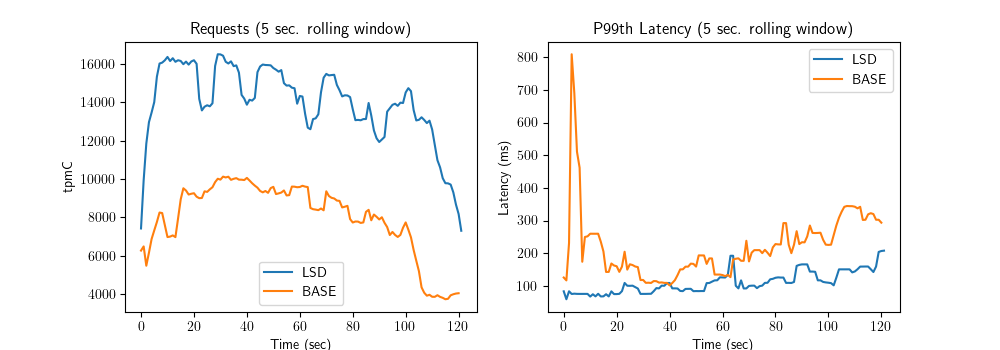 Requests (5 sec. rolling window)
tpmC
16000
14000
12000
10000
8000
6000
4000
LSD
BASE
0
20
40
60
80
100
120
Time (sec)
P99th Latency (5 sec. rolling window)
Latency (ms)
800
700
600
500
400
300
200
100
LSD
BASE
0
20
40
60
80
100
120
Time (sec)